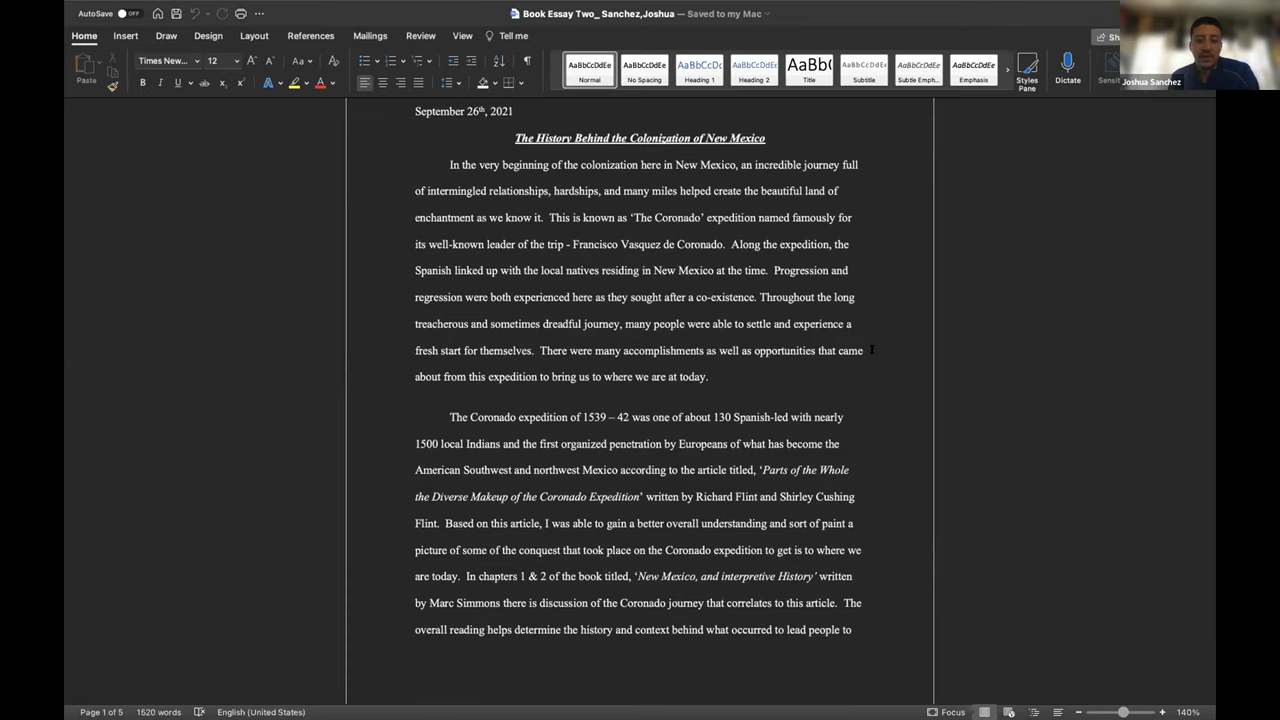 AutoSave OFF
Book Essay Two_ Sanchez,Joshua — Saved to my Mac
Home Insert Draw Design Layout References Mailings Review View Tell me
Sh
Joshua Sanchez
Paste
Times New... 12
Aa
B I U ab x
AaBbCcDdEe AaBbCcDdEe AaBbCcDc AaBbCcDdEe AaBb( AaBbCcDdEe AaBbCcDdEe AaBbCcDdEe
Normal No Spacing Heading 1 Heading 2 Title Subtitle Subtle Emph... Emphasis
Styles Pane
Dictate
Sensit
September 26th, 2021
The History Behind the Colonization of New Mexico
In the very beginning of the colonization here in New Mexico, an incredible journey full
of intermingled relationships, hardships, and many miles helped create the beautiful land of
enchantment as we know it. This is known as ‘The Coronado’ expedition named famously for
its well-known leader of the trip - Francisco Vasquez de Coronado. Along the expedition, the
Spanish linked up with the local natives residing in New Mexico at the time. Progression and
regression were both experienced here as they sought after a co-existence. Throughout the long
treacherous and sometimes dreadful journey, many people were able to settle and experience a
fresh start for themselves. There were many accomplishments as well as opportunities that came
about from this expedition to bring us to where we are at today.
The Coronado expedition of 1539 – 42 was one of about 130 Spanish-led with nearly
1500 local Indians and the first organized penetration by Europeans of what has become the
American Southwest and northwest Mexico according to the article titled, ‘Parts of the Whole
the Diverse Makeup of the Coronado Expedition’ written by Richard Flint and Shirley Cushing
Flint. Based on this article, I was able to gain a better overall understanding and sort of paint a
picture of some of the conquest that took place on the Coronado expedition to get is to where we
are today. In chapters 1 & 2 of the book titled, ‘New Mexico, and interpretive History’ written
by Marc Simmons there is discussion of the Coronado journey that correlates to this article. The
overall reading helps determine the history and context behind what occurred to lead people to
Page 1 of 5 1520 words English (United States) Focus 140%